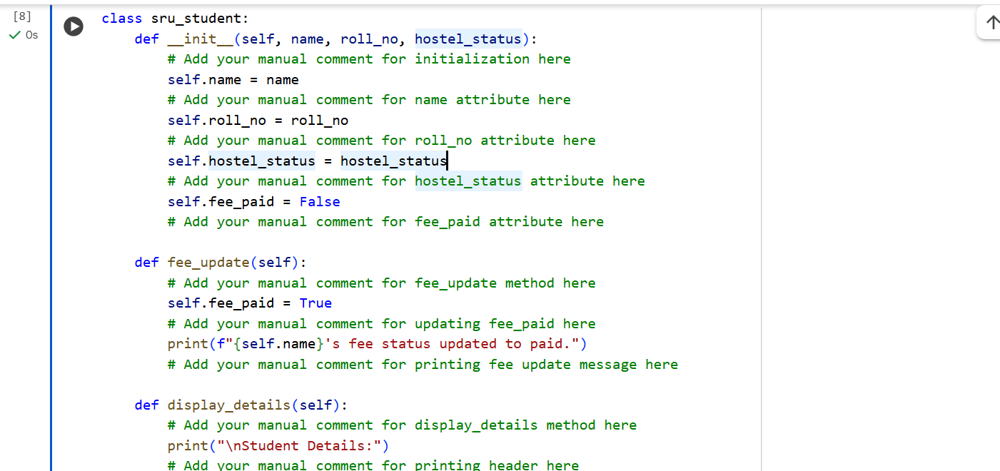 [8]
0s
class sru_student:
    def __init__(self, name, roll_no, hostel_status):
        # Add your manual comment for initialization here
        self.name = name
        # Add your manual comment for name attribute here
        self.roll_no = roll_no
        # Add your manual comment for roll_no attribute here
        self.hostel_status = hostel_status
        # Add your manual comment for hostel_status attribute here
        self.fee_paid = False
        # Add your manual comment for fee_paid attribute here

    def fee_update(self):
        # Add your manual comment for fee_update method here
        self.fee_paid = True
        # Add your manual comment for updating fee_paid here
        print(f"{self.name}'s fee status updated to paid.")
        # Add your manual comment for printing fee update message here

    def display_details(self):
        # Add your manual comment for display_details method here
        print("\nStudent Details:")
        # Add your manual comment for printing header here